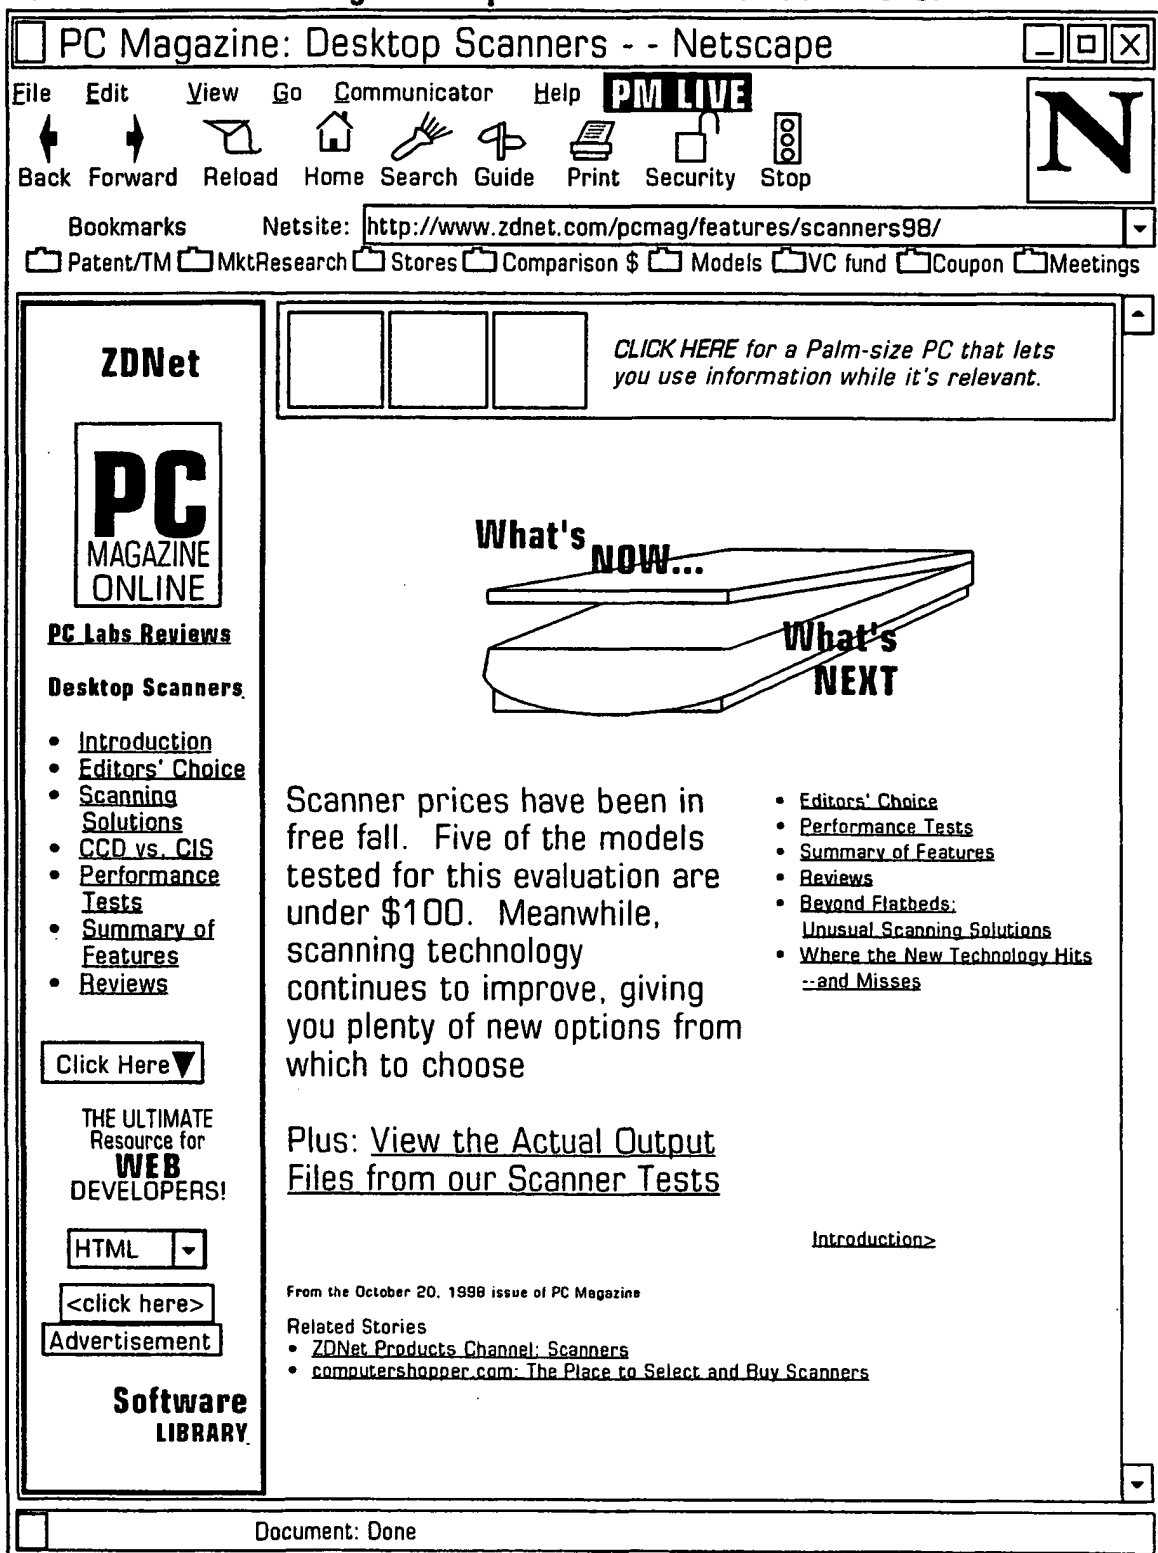 PC Magazine: Desktop Scanners - - Netscape
File Edit View Go Communicator Help PM LIVE
N
Back Forward Reload Home Search Guide Print Security Stop
Bookmarks Netsite: http://www.zdnet.com/pcmag/features/scanners98/
Patent/TM MktResearch Stores Comparison $ Models VC fund Coupon Meetings
ZDNet
PC
MAGAZINE
ONLINE
PC Labs Reviews
Desktop Scanners
• Introduction
• Editors' Choice
• Scanning
Solutions
• CCD vs. CIS
• Performance
Tests
• Summary of
Features
• Reviews
Click Here
THE ULTIMATE
Resource for
WEB
DEVELOPERS!
HTML
<click here>
Advertisement
Software
LIBRARY
CLICK HERE for a Palm-size PC that lets
you use information while it's relevant.
What's
NOW...
What's
NEXT
Scanner prices have been in
free fall. Five of the models
tested for this evaluation are
under $100. Meanwhile,
scanning technology
continues to improve, giving
you plenty of new options from
which to choose
Plus: View the Actual Output
Files from our Scanner Tests
• Editors' Choice
• Performance Tests
• Summary of Features
• Reviews
• Beyond Flatbeds:
Unusual Scanning Solutions
• Where the New Technology Hits
--and Misses
Introduction>
From the October 20, 1998 issue of PC Magazine
Related Stories
• ZDNet Products Channel: Scanners
• computershopper.com: The Place to Select and Buy Scanners
Document: Done